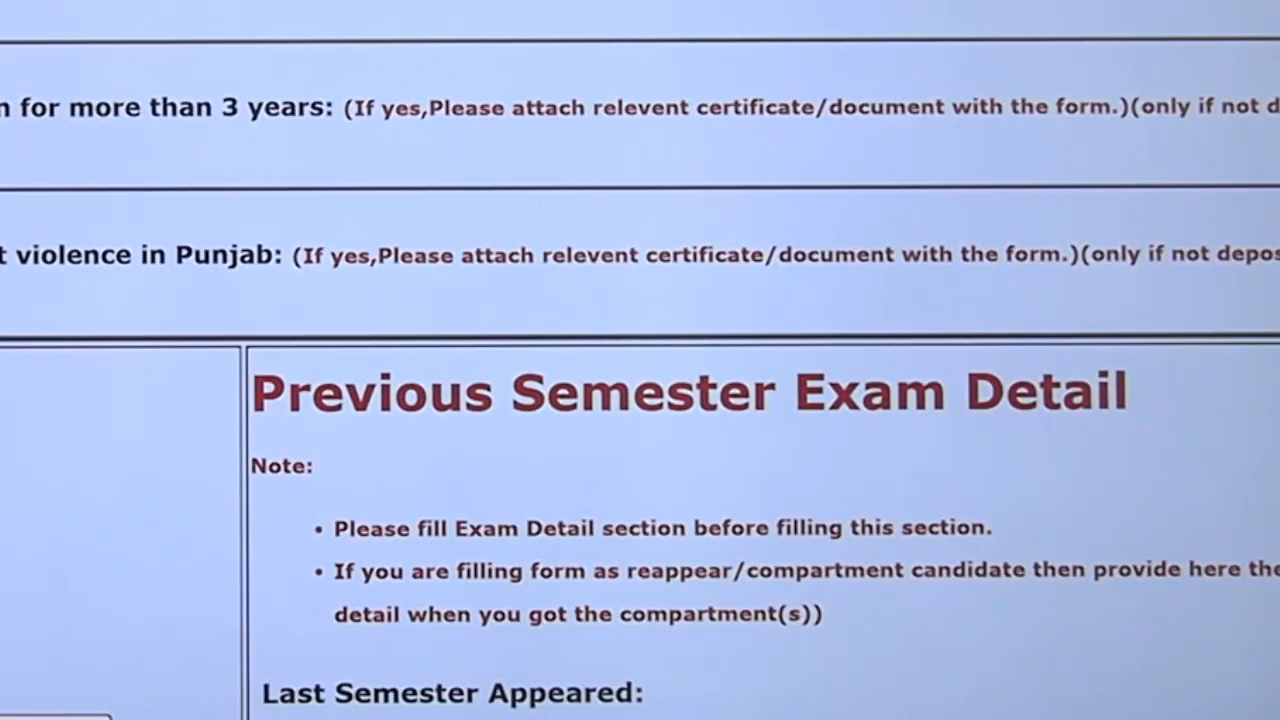 for more than 3 years: (If yes,Please attach relevent certificate/document with the form.)(only if not
violence in Punjab: (If yes,Please attach relevent certificate/document with the form.)(only if not
Previous Semester Exam Detail
Note:
• Please fill Exam Detail section before filling this section.
• If you are filling form as reappear/compartment candidate then provide here the
detail when you got the compartment(s))
Last Semester Appeared: